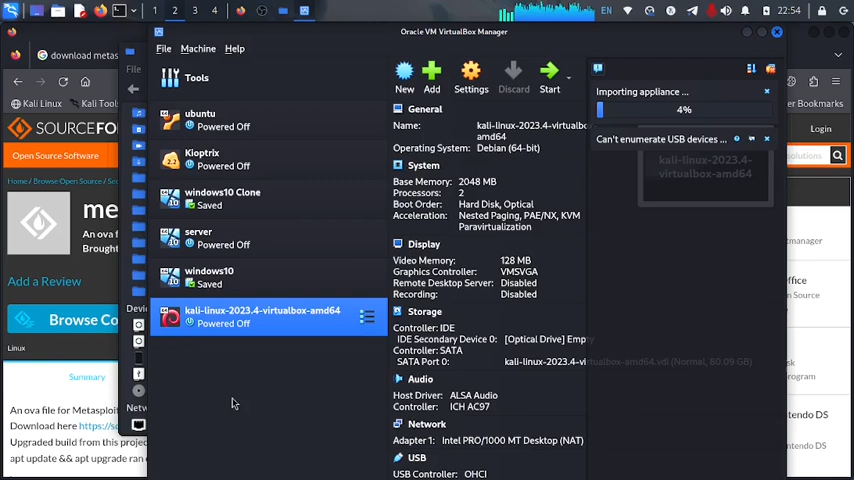 1 2 3 4
EN
22:54
download metas
Oracle VM VirtualBox Manager
File
File Machine Help
Kali Linux
Kali Tools
Bookmarks
SOURCEFO
Login
Open Source Software
solutions
Home / Browse Open Source / Sec
me
An ova f
Brought
Add a Review
Browse Co
Linux
Summary
An ova file for Metasploi
Download here https://so
Upgraded build from this projec
apt update && apt upgrade ran c
Devic
Netw
Tools
ubuntu
Powered Off
Kioptrix
Powered Off
windows10 Clone
Saved
server
Powered Off
windows10
Saved
kali-linux-2023.4-virtualbox-amd64
Powered Off
New Add Settings Discard Start
General
Name: kali-linux-2023.4-virtualbox-amd64
Operating System: Debian (64-bit)
System
Base Memory: 2048 MB
Processors: 2
Boot Order: Hard Disk, Optical
Acceleration: Nested Paging, PAE/NX, KVM
Paravirtualization
Display
Video Memory: 128 MB
Graphics Controller: VMSVGA
Remote Desktop Server: Disabled
Recording: Disabled
Storage
Controller: IDE
IDE Secondary Device 0: [Optical Drive] Empty
Controller: SATA
SATA Port 0: kali-linux-2023.4-virtualbox-amd64.vdi (Normal, 80.09 GB)
Audio
Host Driver: ALSA Audio
Controller: ICH AC97
Network
Adapter 1: Intel PRO/1000 MT Desktop (NAT)
USB
USB Controller: OHCI
Importing appliance ...
4%
Can't enumerate USB devices ...
kali-linux-2023.4-
virtualbox-amd64
manager
ffice
n Source
sk
program
tendo DS
ntendo DS